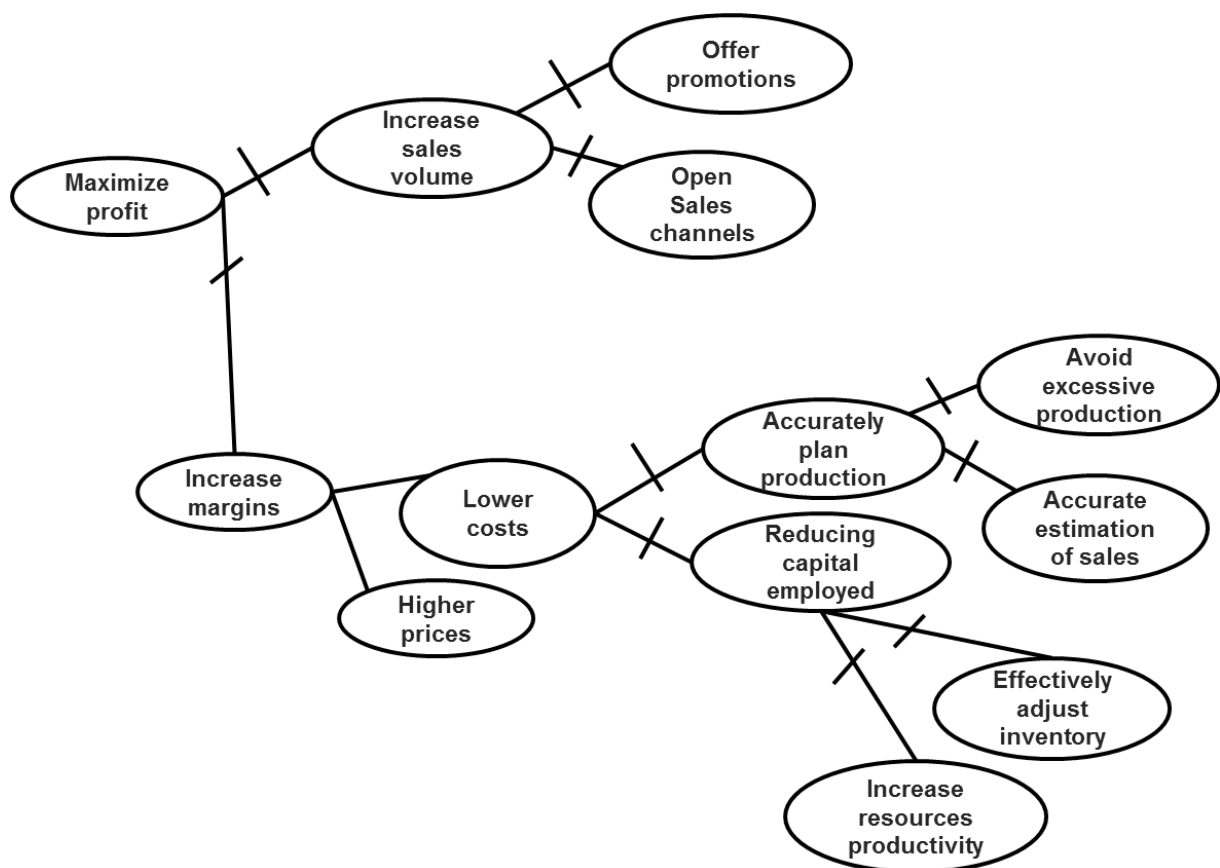 Offer
promotions
Increase
sales
volume
Maximize
profit
Open
Sales
channels
Avoid
excessive
production
Accurately
plan
production
Increase
margins
Lower
costs
Accurate
estimation
of sales
Reducing
capital
employed
Higher
prices
Effectively
adjust
inventory
Increase
resources
productivity